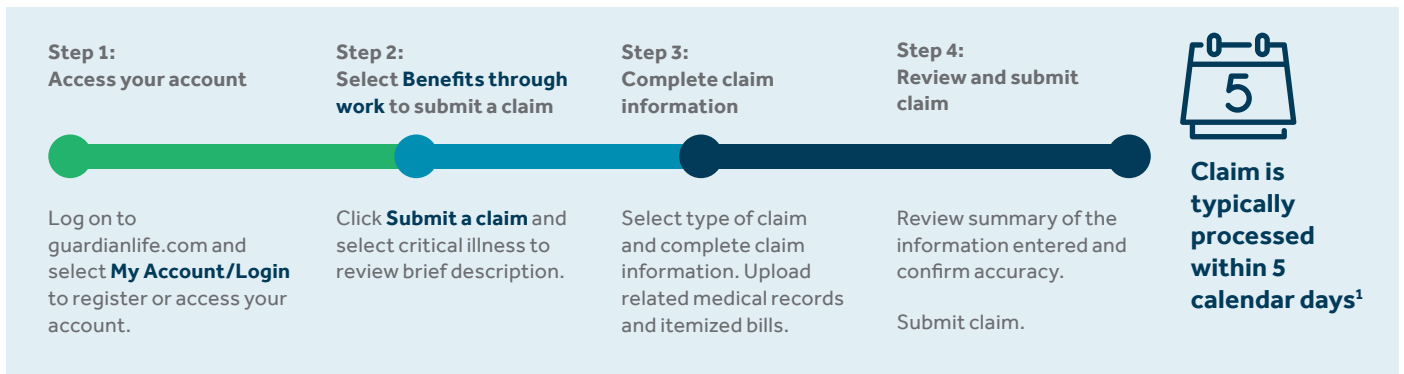 Step 1:
Access your account
Log on to
guardianlife.com and
select My Account/Login
to register or access your
account.
Step 2:
Select Benefits through
work to submit a claim
Click Submit a claim and
select critical illness to
review brief description.
Step 3:
Complete claim
information
Select type of claim
and complete claim
information. Upload
related medical records
and itemized bills.
Step 4:
Review and submit
claim
Review summary of the
information entered and
confirm accuracy.
Submit claim.
5
Claim is
typically
processed
within 5
calendar days¹